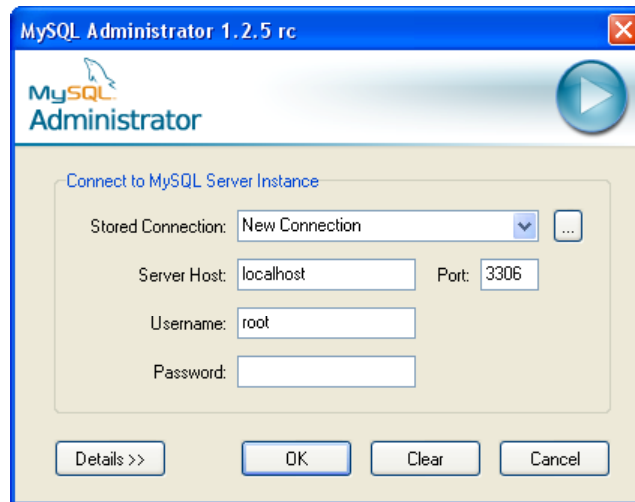 MySQL Administrator 1.2.5 rc
MySQL
Administrator
Connect to MySQL Server Instance
Stored Connection: New Connection ...
Server Host: localhost Port: 3306
Username: root
Password:
Details >> OK Clear Cancel